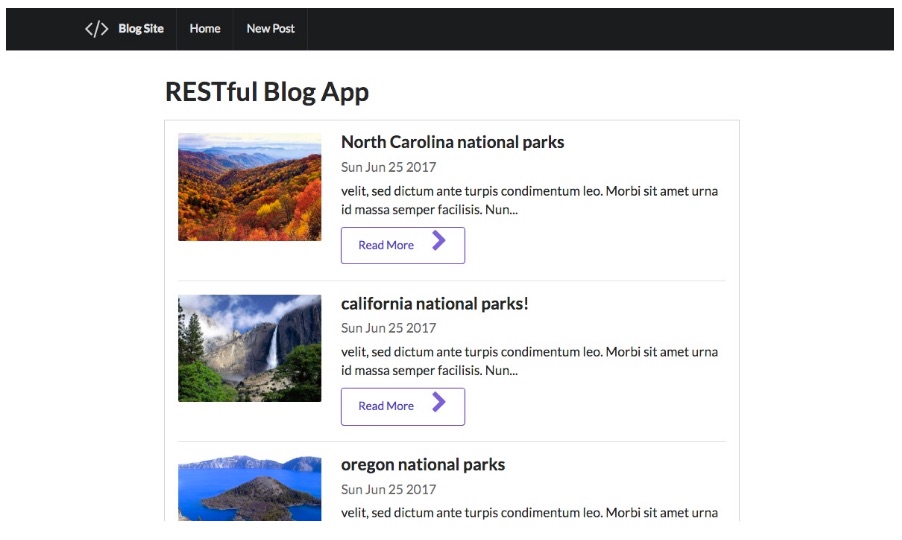 </> Blog Site Home New Post
RESTful Blog App
North Carolina national parks
Sun Jun 25 2017
velit, sed dictum ante turpis condimentum leo. Morbi sit amet urna
id massa semper facilisis. Nun...
Read More
california national parks!
Sun Jun 25 2017
velit, sed dictum ante turpis condimentum leo. Morbi sit amet urna
id massa semper facilisis. Nun...
Read More
oregon national parks
Sun Jun 25 2017
velit, sed dictum ante turpis condimentum leo. Morbi sit amet urna